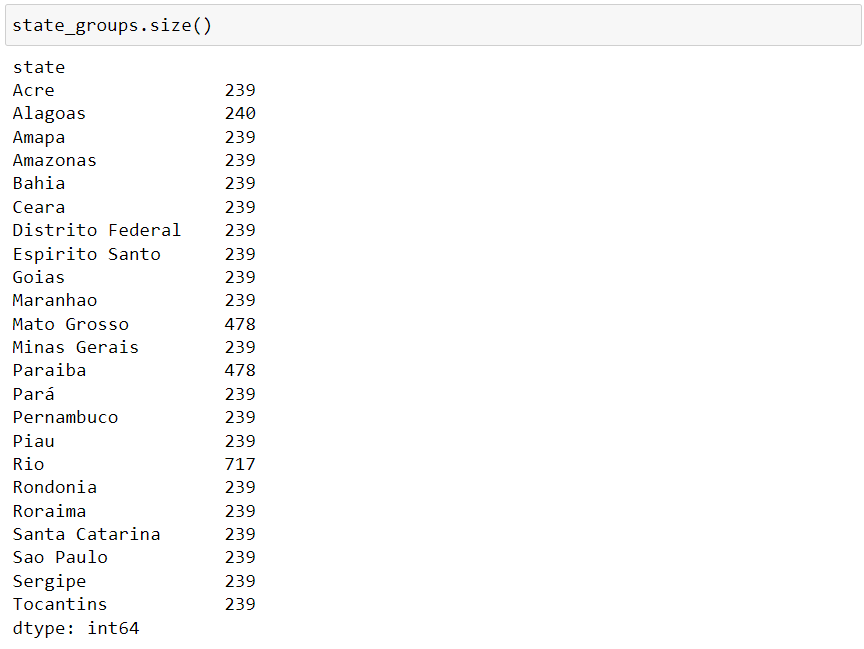 state_groups.size()
state
Acre                239
Alagoas             240
Amapa               239
Amazonas            239
Bahia               239
Ceara               239
Distrito Federal    239
Espirito Santo      239
Goias               239
Maranhao            239
Mato Grosso         478
Minas Gerais        239
Paraiba             478
Pará                239
Pernambuco          239
Piau                239
Rio                 717
Rondonia            239
Roraima             239
Santa Catarina      239
Sao Paulo           239
Sergipe             239
Tocantins           239
dtype: int64